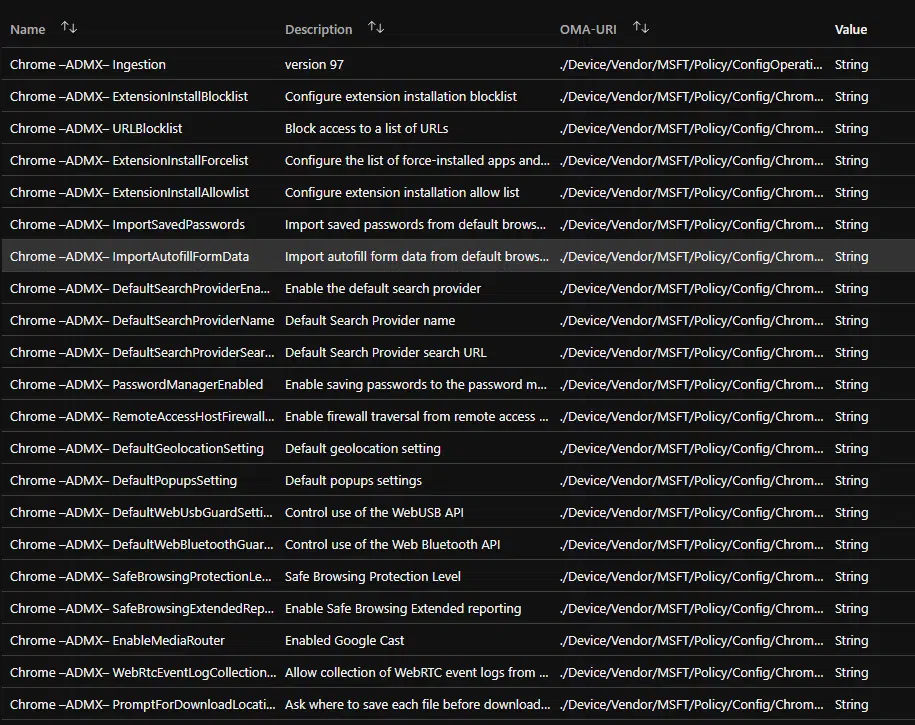 Name Description OMA-URI Value
Chrome –ADMX– Ingestion version 97 ./Device/Vendor/MSFT/Policy/ConfigOperati... String
Chrome –ADMX– ExtensionInstallBlocklist Configure extension installation blocklist ./Device/Vendor/MSFT/Policy/Config/Chrom... String
Chrome –ADMX– URLBlocklist Block access to a list of URLs ./Device/Vendor/MSFT/Policy/Config/Chrom... String
Chrome –ADMX– ExtensionInstallForcelist Configure the list of force-installed apps and... ./Device/Vendor/MSFT/Policy/Config/Chrom... String
Chrome –ADMX– ExtensionInstallAllowlist Configure extension installation allow list ./Device/Vendor/MSFT/Policy/Config/Chrom... String
Chrome –ADMX– ImportSavedPasswords Import saved passwords from default brows... ./Device/Vendor/MSFT/Policy/Config/Chrom... String
Chrome –ADMX– ImportAutofillFormData Import autofill form data from default brows... ./Device/Vendor/MSFT/Policy/Config/Chrom... String
Chrome –ADMX– DefaultSearchProviderEna... Enable the default search provider ./Device/Vendor/MSFT/Policy/Config/Chrom... String
Chrome –ADMX– DefaultSearchProviderName Default Search Provider name ./Device/Vendor/MSFT/Policy/Config/Chrom... String
Chrome –ADMX– DefaultSearchProviderSear... Default Search Provider search URL ./Device/Vendor/MSFT/Policy/Config/Chrom... String
Chrome –ADMX– PasswordManagerEnabled Enable saving passwords to the password m... ./Device/Vendor/MSFT/Policy/Config/Chrom... String
Chrome –ADMX– RemoteAccessHostFirewall... Enable firewall traversal from remote access ... ./Device/Vendor/MSFT/Policy/Config/Chrom... String
Chrome –ADMX– DefaultGeolocationSetting Default geolocation setting ./Device/Vendor/MSFT/Policy/Config/Chrom... String
Chrome –ADMX– DefaultPopupsSetting Default popups settings ./Device/Vendor/MSFT/Policy/Config/Chrom... String
Chrome –ADMX– DefaultWebUsbGuardSetti... Control use of the WebUSB API ./Device/Vendor/MSFT/Policy/Config/Chrom... String
Chrome –ADMX– DefaultWebBluetoothGuar... Control use of the Web Bluetooth API ./Device/Vendor/MSFT/Policy/Config/Chrom... String
Chrome –ADMX– SafeBrowsingProtectionLe... Safe Browsing Protection Level ./Device/Vendor/MSFT/Policy/Config/Chrom... String
Chrome –ADMX– SafeBrowsingExtendedRep... Enable Safe Browsing Extended reporting ./Device/Vendor/MSFT/Policy/Config/Chrom... String
Chrome –ADMX– EnableMediaRouter Enabled Google Cast ./Device/Vendor/MSFT/Policy/Config/Chrom... String
Chrome –ADMX– WebRtcEventLogCollection... Allow collection of WebRTC event logs from ... ./Device/Vendor/MSFT/Policy/Config/Chrom... String
Chrome –ADMX– PromptForDownloadLocati... Ask where to save each file before download... ./Device/Vendor/MSFT/Policy/Config/Chrom... String